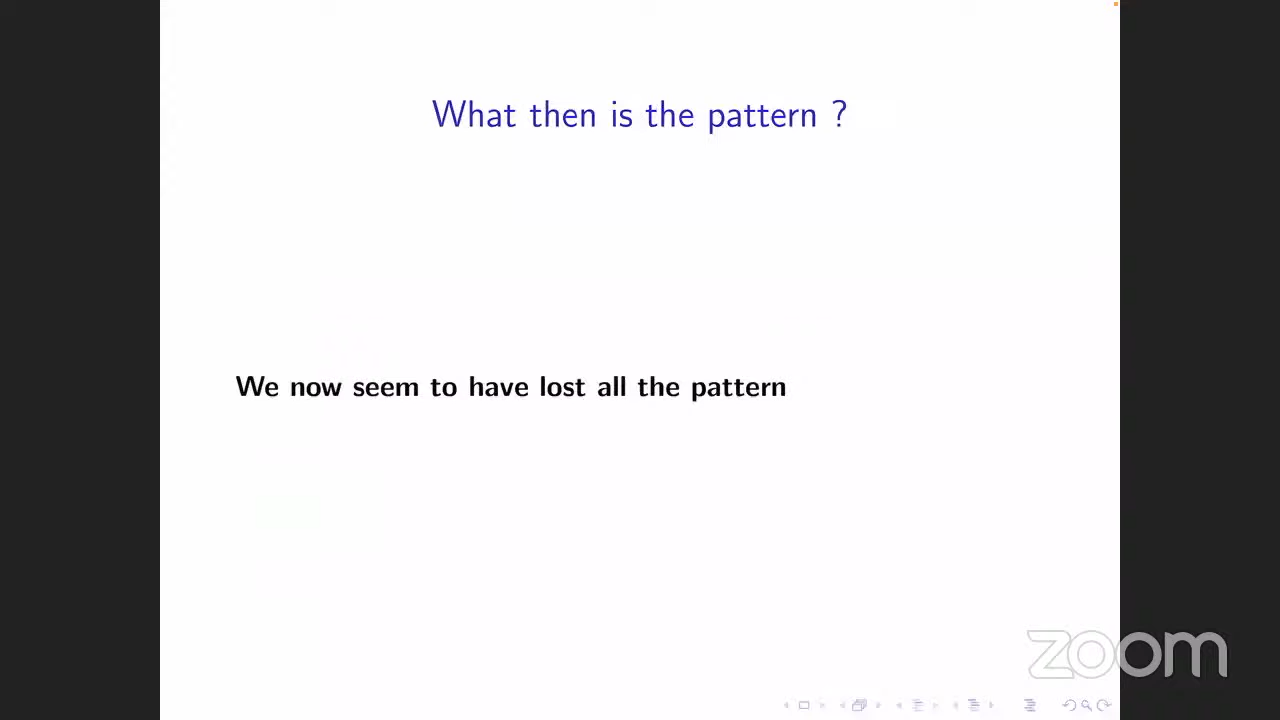 What then is the pattern ?
We now seem to have lost all the pattern
zoom